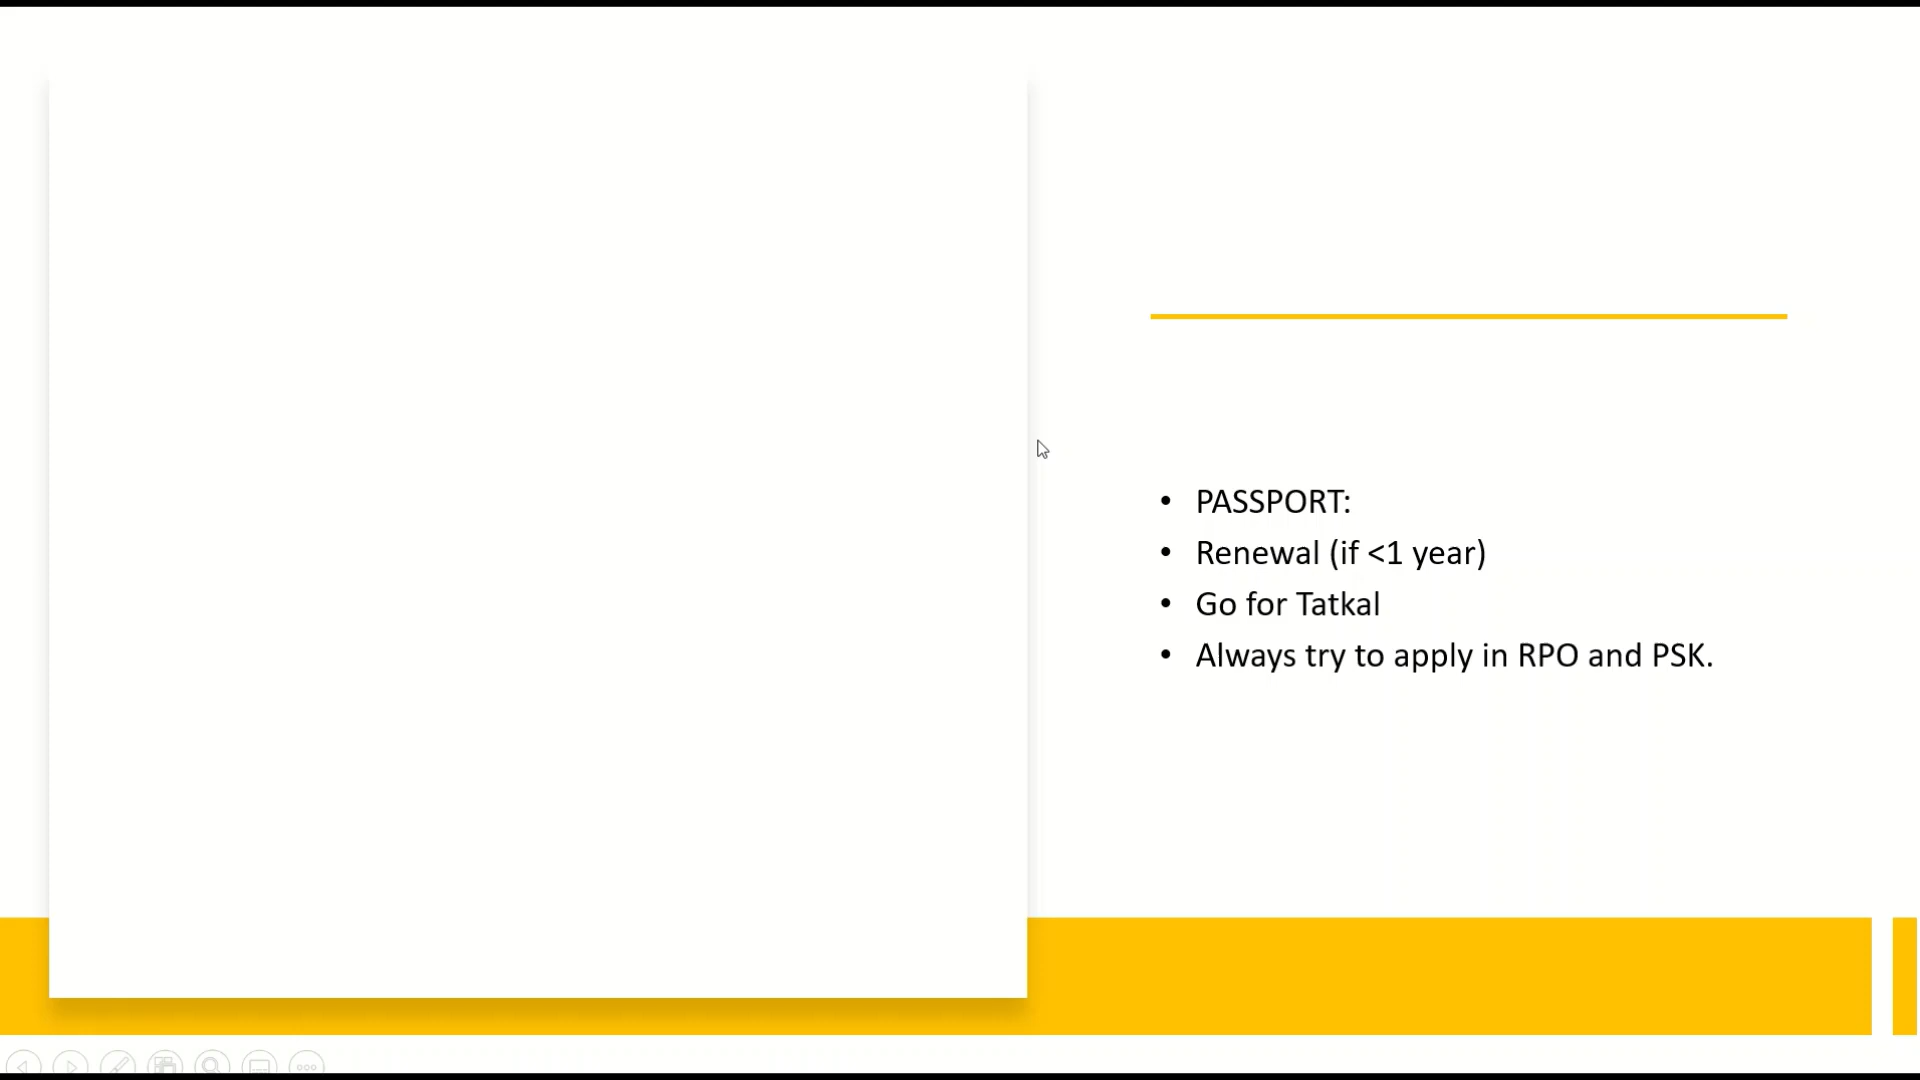 • PASSPORT:
• Renewal (if <1 year)
• Go for Tatkal
• Always try to apply in RPO and PSK.